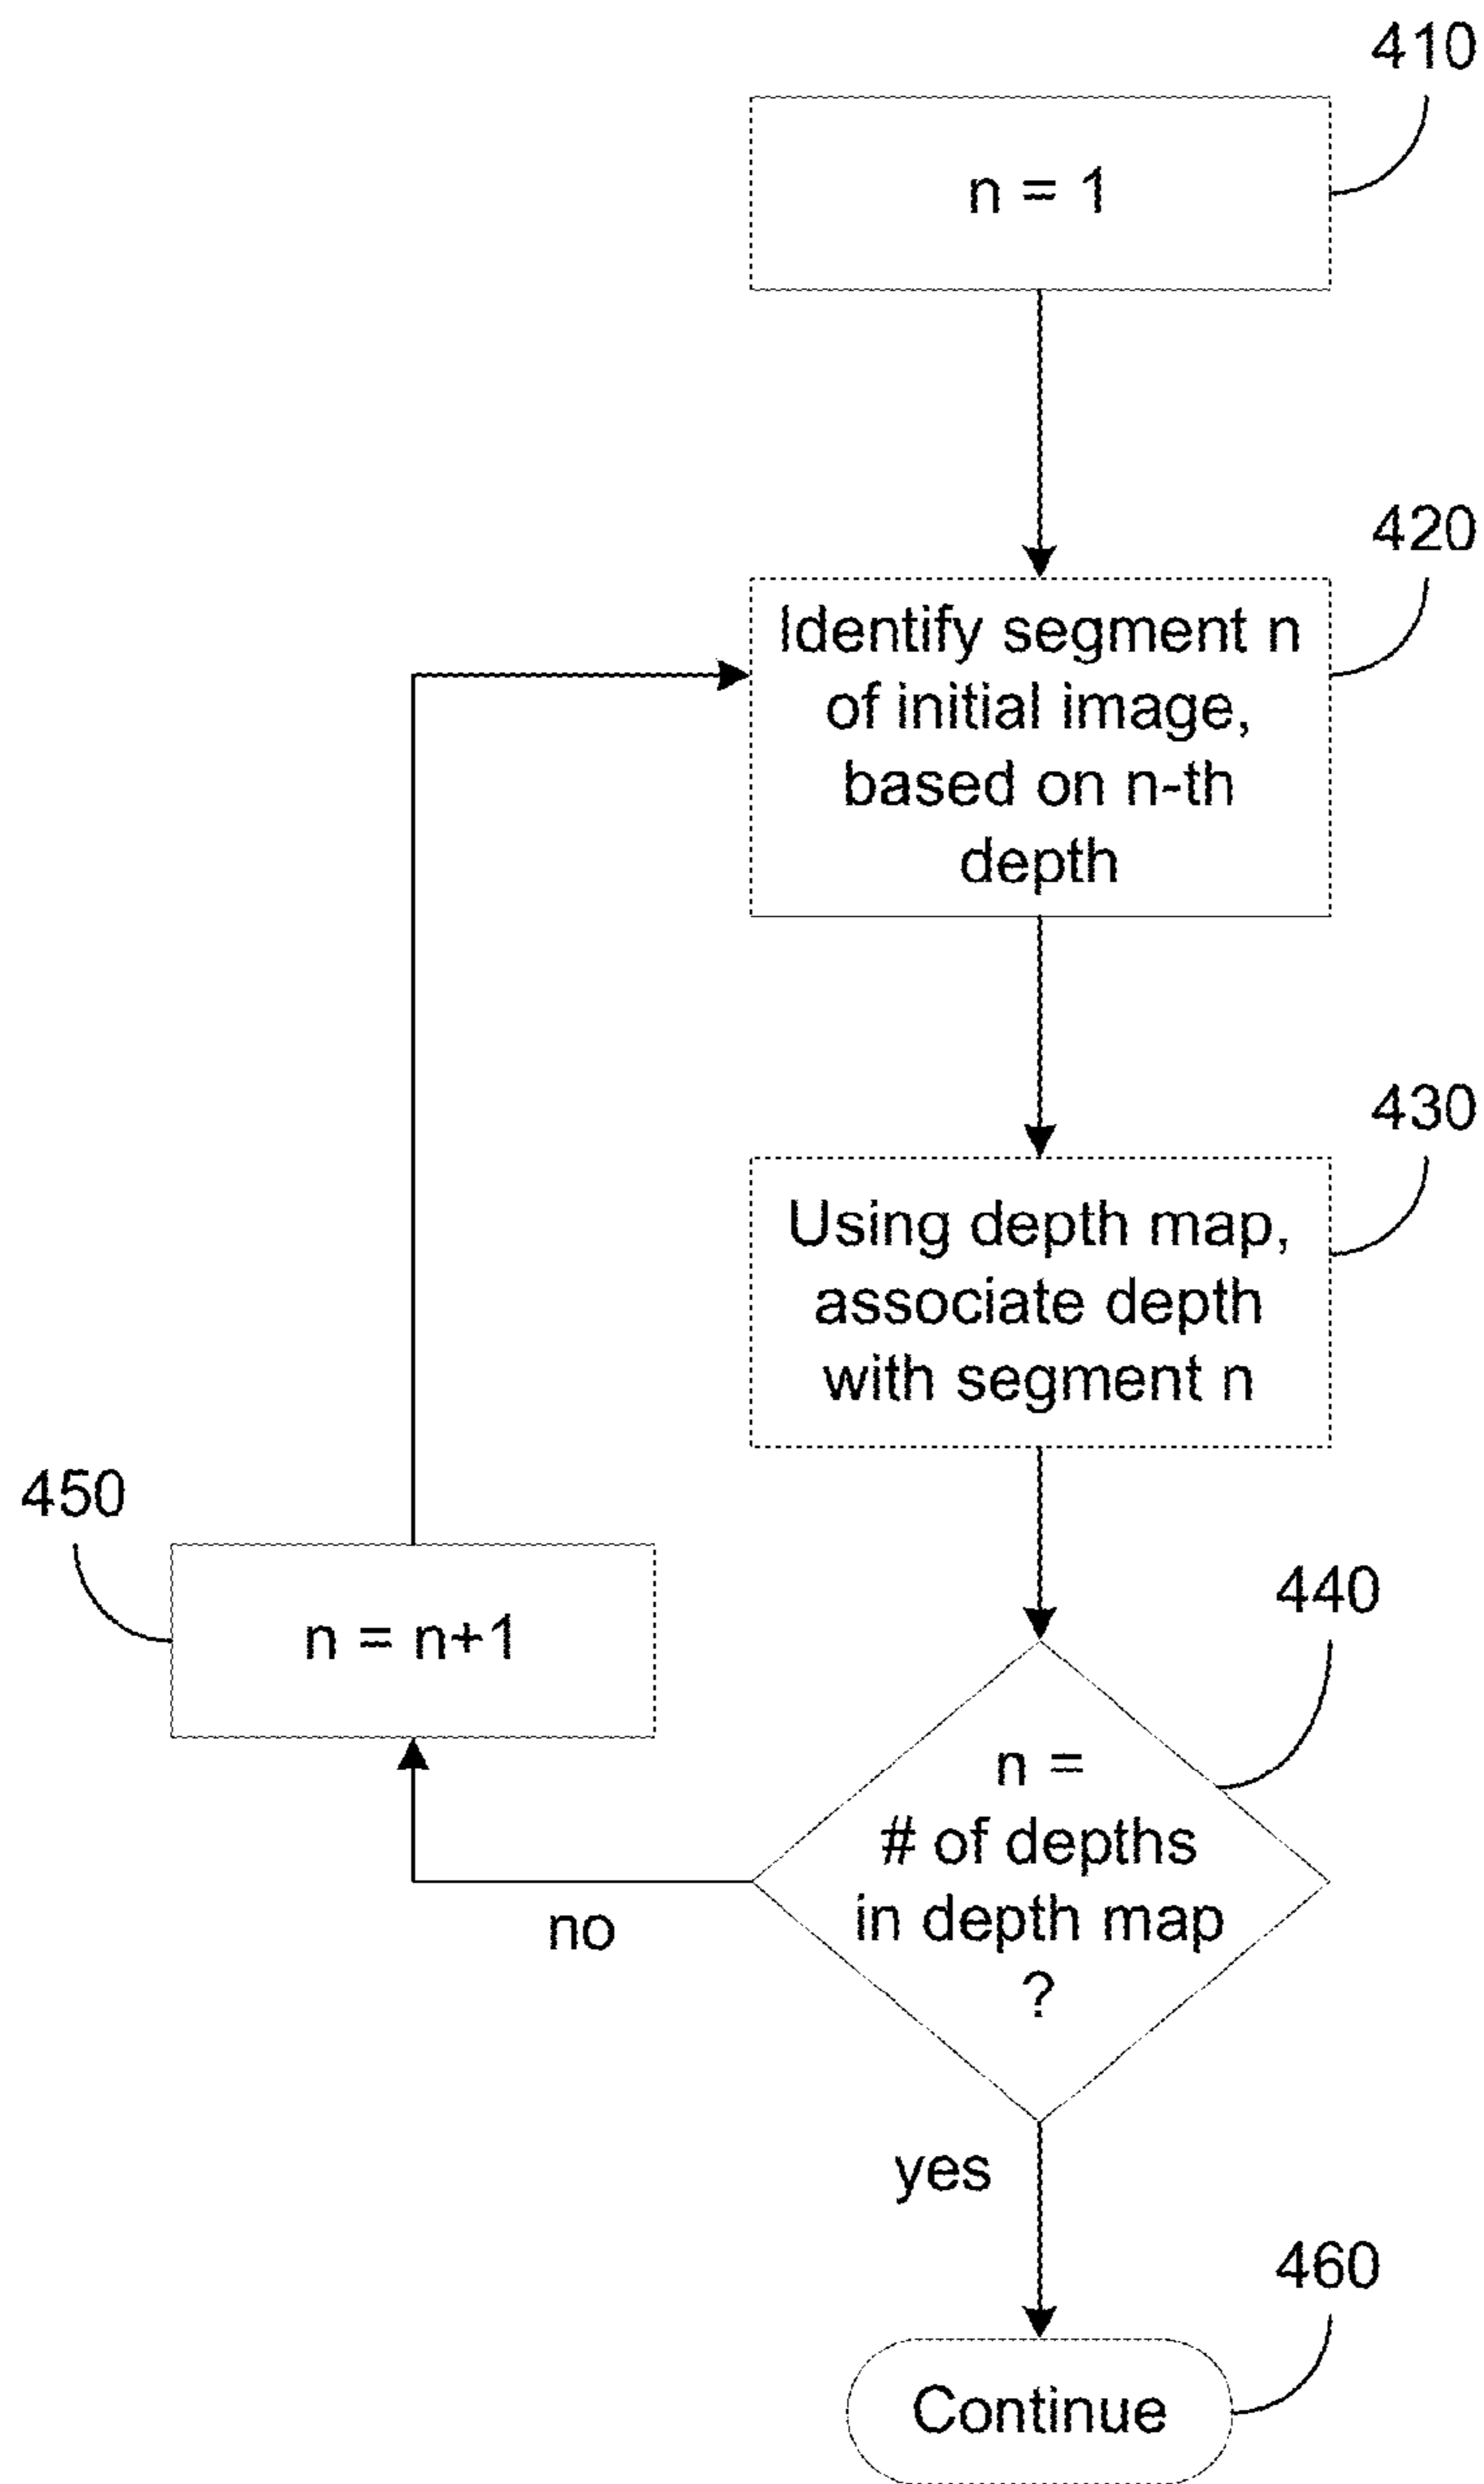 410
n = 1
420
Identify segment n
of initial image,
based on n-th
depth
430
Using depth map,
associate depth
with segment n
450
n = n+1
440
n =
# of depths
in depth map
?
no
yes
460
Continue